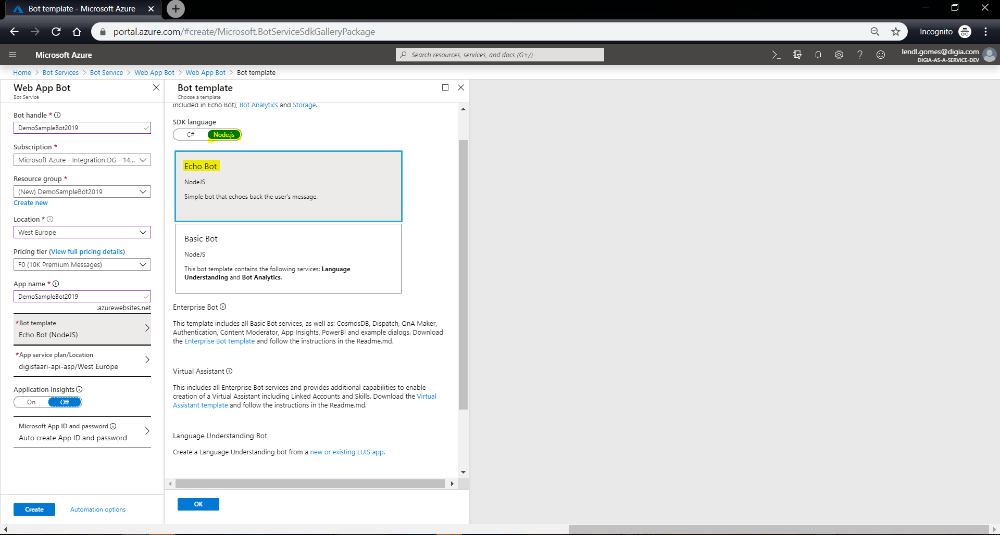 Bot template - Microsoft Azure
portal.azure.com/#create/Microsoft.BotServiceSdkGalleryPackage
Incognito
Microsoft Azure
Search resources, services, and docs (G+/)
lendl.gomes@digia.com
DIGIA-AS-A-SERVICE-DEV
Home > Bot Services > Bot Service > Web App Bot > Web App Bot > Bot template
Web App Bot
Bot Service
Bot handle *
DemoSampleBot2019
Subscription *
Microsoft Azure - Integration DG - 14...
Resource group *
(New) DemoSampleBot2019
Create new
Location *
West Europe
Pricing tier (View full pricing details)
F0 (10K Premium Messages)
App name *
DemoSampleBot2019
.azurewebsites.net
*Bot template
Echo Bot (NodeJS)
*App service plan/Location
digisfaari-api-asp/West Europe
Application Insights
On Off
Microsoft App ID and password
Auto create App ID and password
Create Automation options
Bot template
Choose a template
included in Echo Bot), Bot Analytics and Storage.
SDK language
C# Node.js
Echo Bot
NodeJS
Simple bot that echoes back the user's message.
Basic Bot
NodeJS
This bot template contains the following services: Language
Understanding and Bot Analytics.
Enterprise Bot
This template includes all Basic Bot services, as well as: CosmosDB, Dispatch, QnA Maker,
Authentication, Content Moderator, App Insights, PowerBI and example dialogs. Download
the Enterprise Bot template and follow the instructions in the Readme.md.
Virtual Assistant
This includes all Enterprise Bot services and provides additional capabilities to enable
creation of a Virtual Assistant including Linked Accounts and Skills. Download the Virtual
Assistant template and follow the instructions in the Readme.md.
Language Understanding Bot
Create a Language Understanding bot from a new or existing LUIS app.
OK